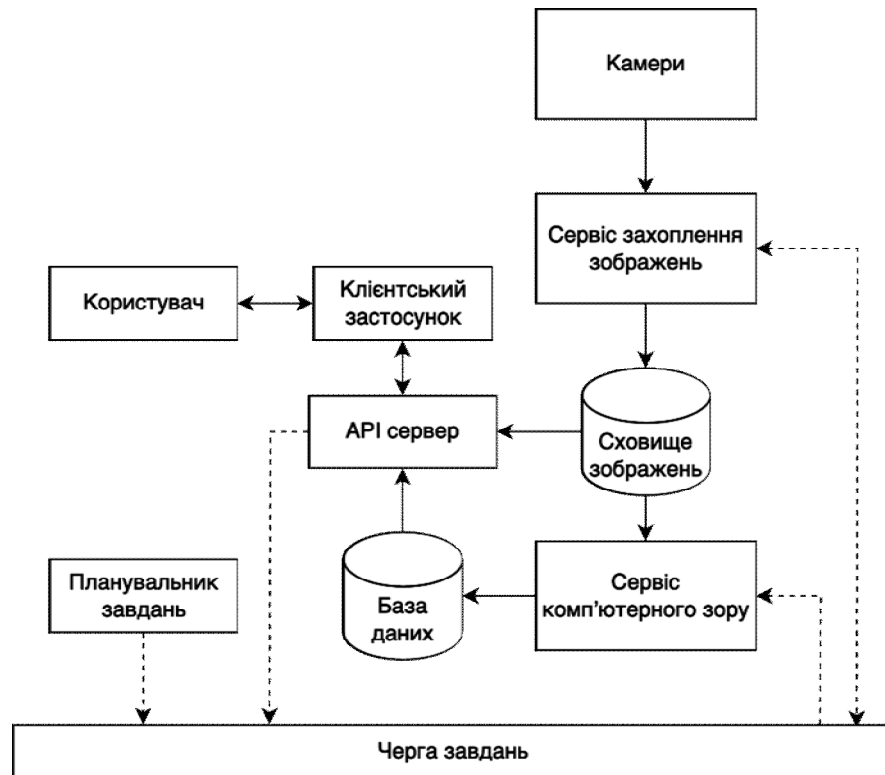 Камери
Сервіс захоплення
зображень
Користувач
Клієнтський
застосунок
API сервер
Сховище
зображень
Планувальник
завдань
База
даних
Сервіс
комп'ютерного зору
Черга завдань